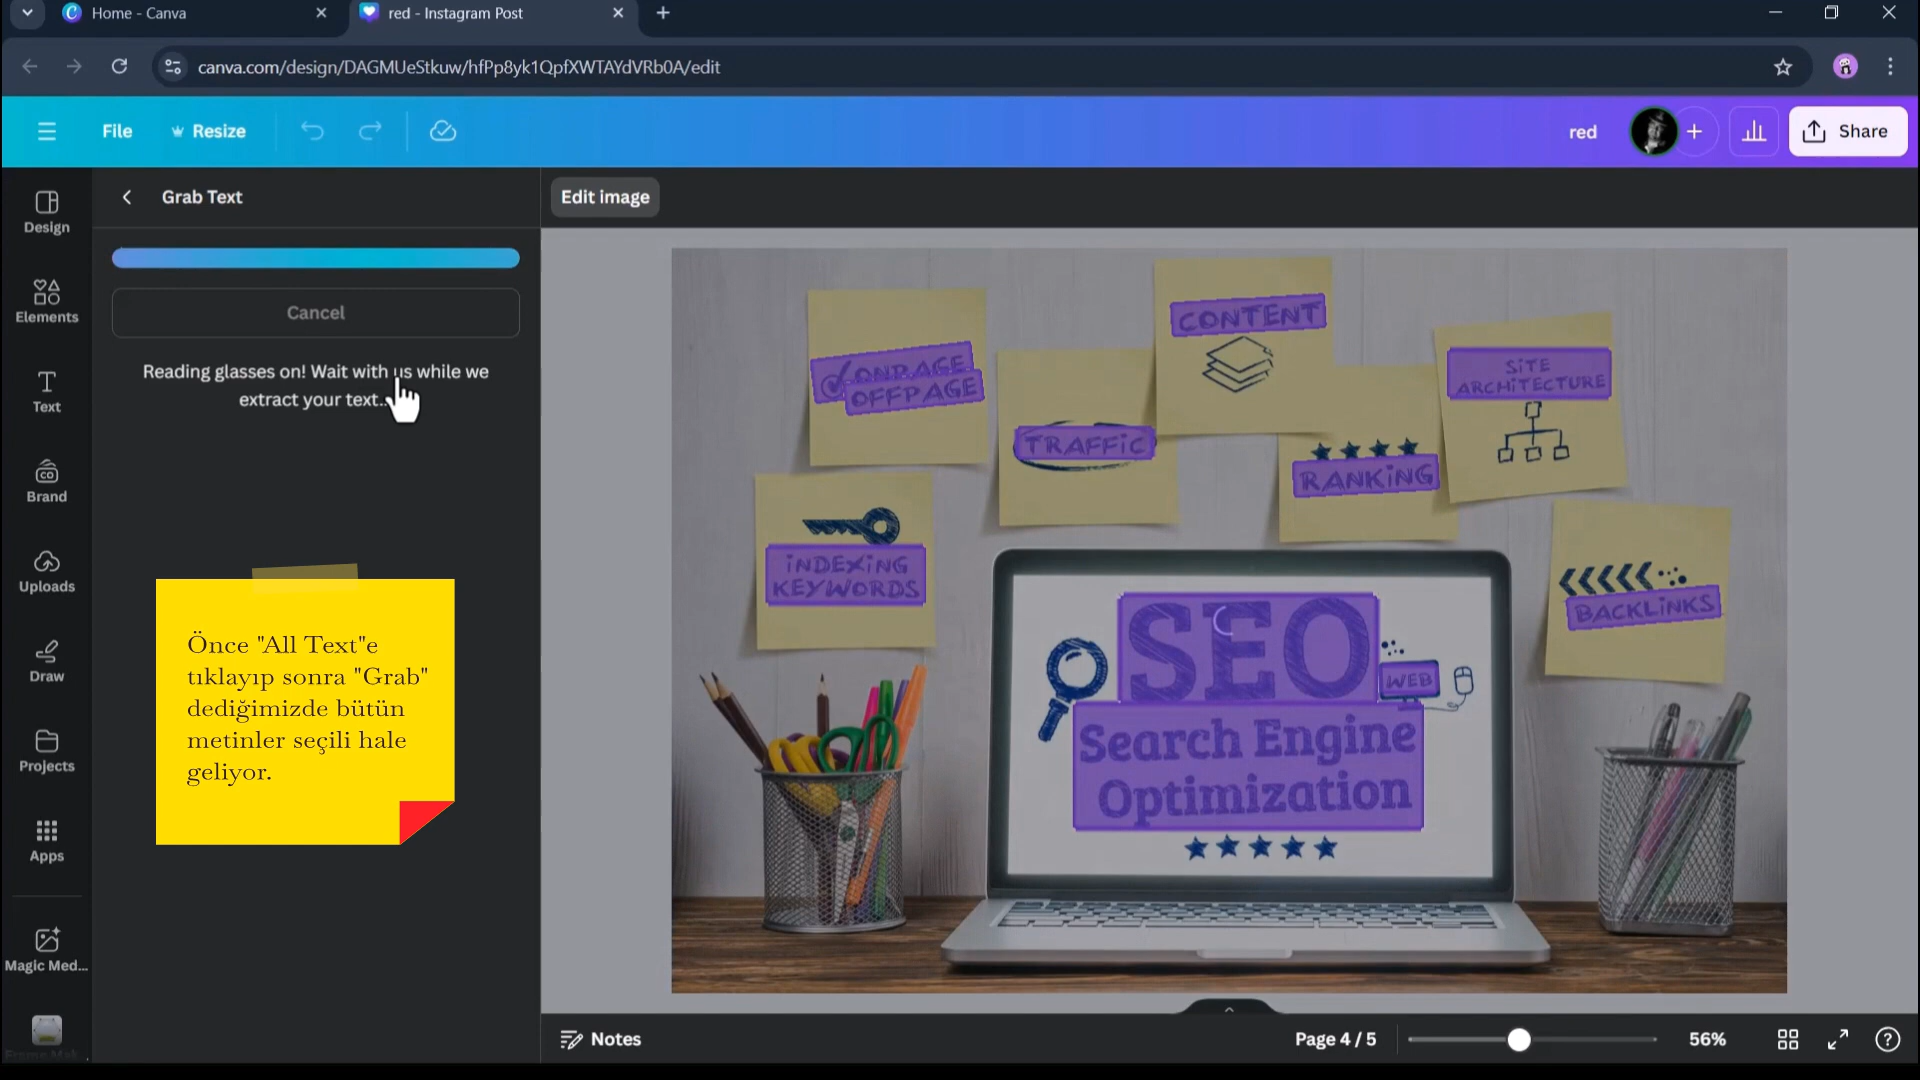 Home - Canva
red - Instagram Post
canva.com/design/DAGMUeStkuw/hfPp8yk1QpfXWTAYdVRb0A/edit
File
Resize
red
Share
Design
Elements
Text
Brand
Uploads
Draw
Projects
Apps
Magic Med...
Grab Text
Cancel
Reading glasses on! Wait with us while we
extract your text...
Önce "All Text"e
tıklayıp sonra "Grab"
dediğimizde bütün
metinler seçili hale
geliyor.
Edit image
CONTENT
ONPAGE
OFFPAGE
SiTE
ARCHiTECTURE
TRAFFiC
RANKiNG
iNDEXiNG
KEYWORDS
BACKLiNKS
SEO
WEB
Search Engine
Optimization
Notes
Page 4 / 5
56%